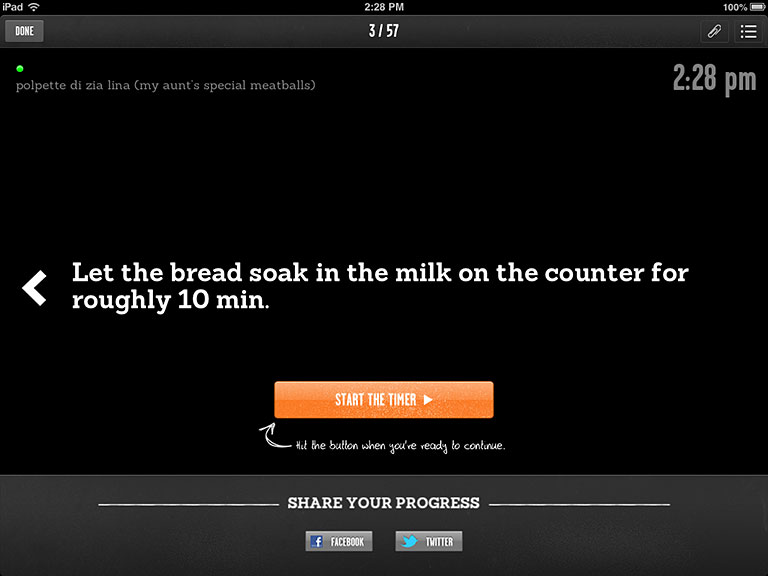 iPad 2:28 PM 100%
DONE 3 / 57
polpette di zia lina (my aunt's special meatballs) 2:28 pm
Let the bread soak in the milk on the counter for
roughly 10 min.
START THE TIMER
Hit the button when you're ready to continue.
SHARE YOUR PROGRESS
FACEBOOK TWITTER